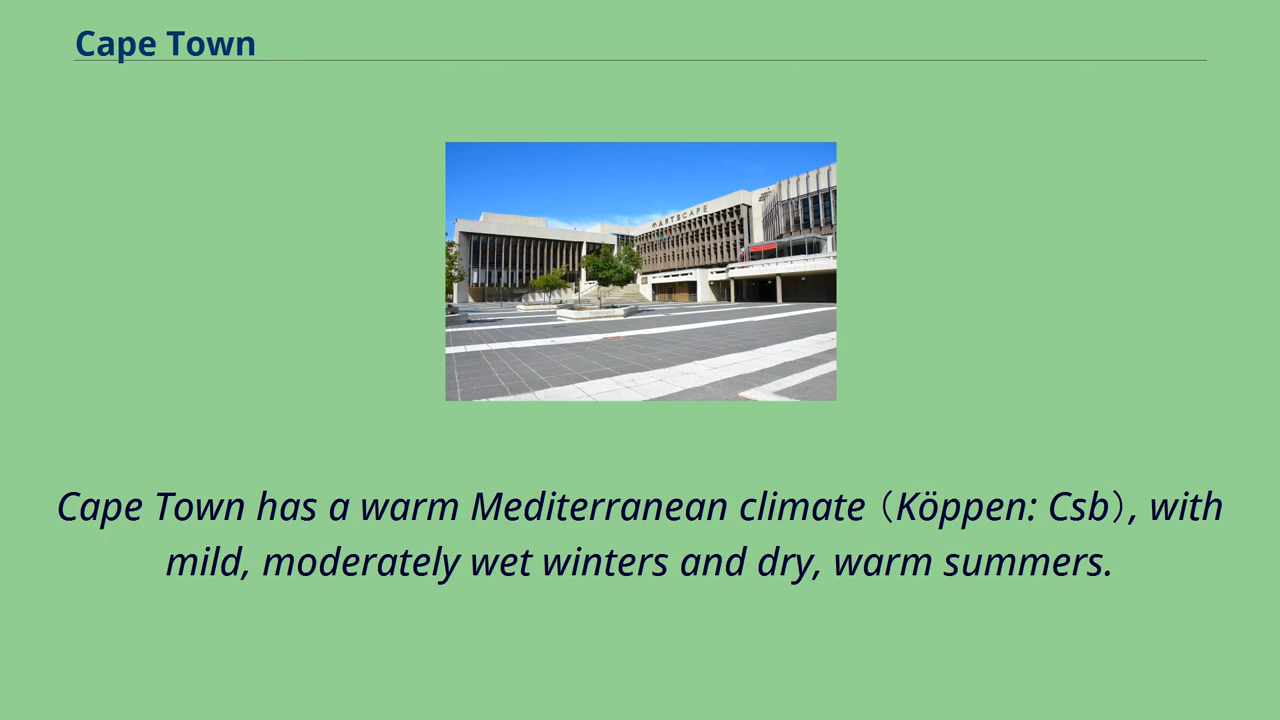 Cape Town
ARTSCAPE
Cape Town has a warm Mediterranean climate（Köppen: Csb）, with
mild, moderately wet winters and dry, warm summers.